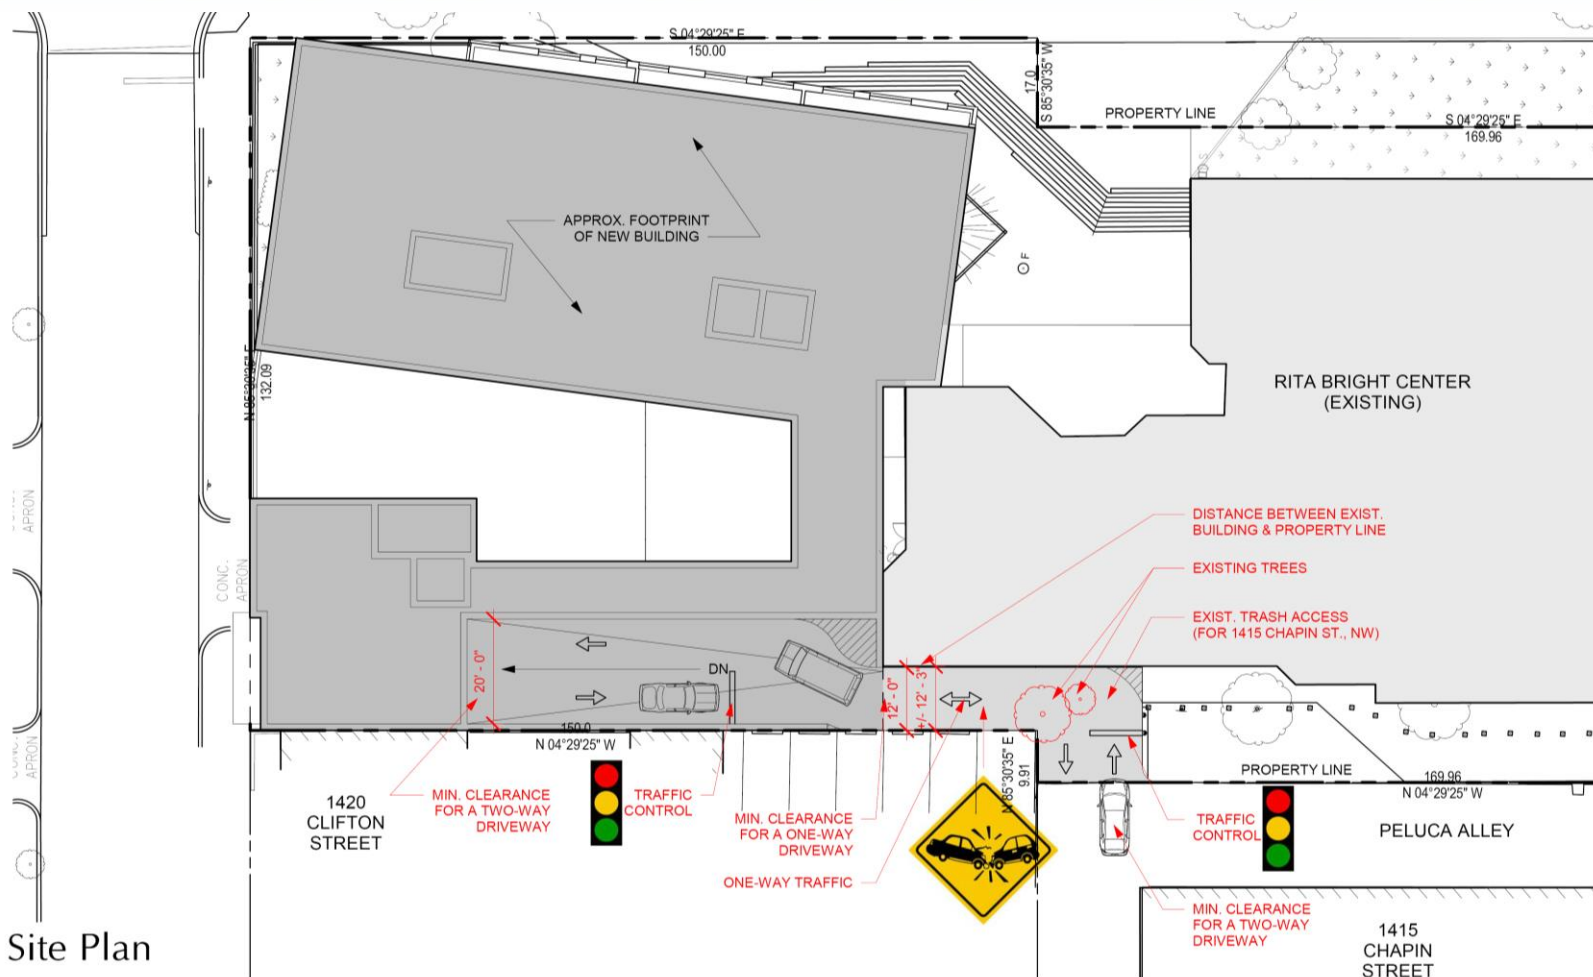 S 04°29'25" E
150.00
17.0
S 85°30'35" W
PROPERTY LINE
S 04°29'25" E
169.96
APPROX. FOOTPRINT
OF NEW BUILDING
F
S
N 85°30'35" E
132.09
RITA BRIGHT CENTER
(EXISTING)
APRON
DISTANCE BETWEEN EXIST.
BUILDING & PROPERTY LINE
EXISTING TREES
CONC.
APRON
EXIST. TRASH ACCESS
(FOR 1415 CHAPIN ST., NW)
20' - 0"
DN
12' - 0"
+/- 12' - 3"
150.0
N 04°29'25" W
N 85°30'35" E
9.91
CONC.
APRON
PROPERTY LINE
169.96
N 04°29'25" W
1420
CLIFTON
STREET
MIN. CLEARANCE
FOR A TWO-WAY
DRIVEWAY
TRAFFIC
CONTROL
MIN. CLEARANCE
FOR A ONE-WAY
DRIVEWAY
ONE-WAY TRAFFIC
TRAFFIC
CONTROL
PELUCA ALLEY
MIN. CLEARANCE
FOR A TWO-WAY
DRIVEWAY
1415
CHAPIN
STREET
Site Plan